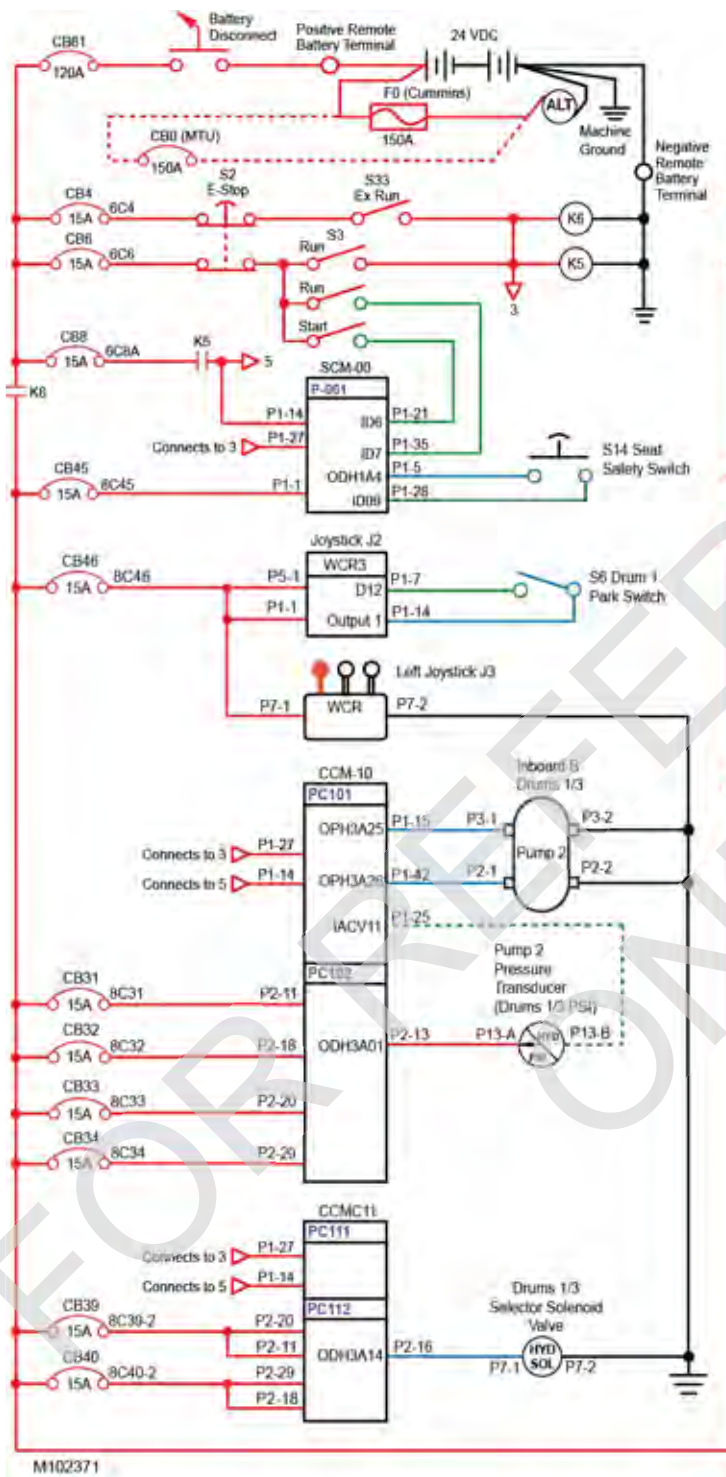 Battery
Disconnect
Positive Remote
Battery Terminal
24 VDC
CB61
120A
F0 (Cummins)
150A
ALT
Machine
Ground
CB0 (MTU)
150A
Negative
Remote
Battery
Terminal
S2
E-Stop
S33
Ex Run
CB4
15A
6C4
K6
CB6
15A
6C6
Run
S3
K5
Run
3
Start
CB8
15A
6C8A
K5
5
K6
SCM-00
P-001
P1-14
ID6
P1-21
Connects to 3
P1-27
ID7
P1-35
ODH1A4
P1-5
S14 Seat
Safety Switch
CB45
15A
8C45
P1-1
ID09
P1-28
Joystick J2
WCR3
CB46
15A
8C46
P5-1
D12
P1-7
S6 Drum 1
Park Switch
P1-1
Output 1
P1-14
Left Joystick J3
P7-1
WCR
P7-2
CCM-10
PC101
Inboard B
Drums 1/3
OPH3A25
P1-15
P3-1
P3-2
Connects to 3
P1-27
Pump 2
Connects to 5
P1-14
OPH3A26
P1-42
P2-1
P2-2
IACV11
P1-25
Pump 2
Pressure
Transducer
(Drums 1/3 PSI)
PC102
CB31
15A
8C31
P2-11
CB32
15A
8C32
P2-18
ODH3A01
P2-13
P13-A
P13-B
CB33
15A
8C33
P2-20
CB34
15A
8C34
P2-29
CCMC11
PC111
Connects to 3
P1-27
Connects to 5
P1-14
PC112
Drums 1/3
Selector Solenoid
Valve
CB39
15A
8C39-2
P2-20
P2-11
ODH3A14
P2-16
P7-1
HYD
SOL
P7-2
CB40
15A
8C40-2
P2-29
P2-18
M102371
FOR REFE
ON